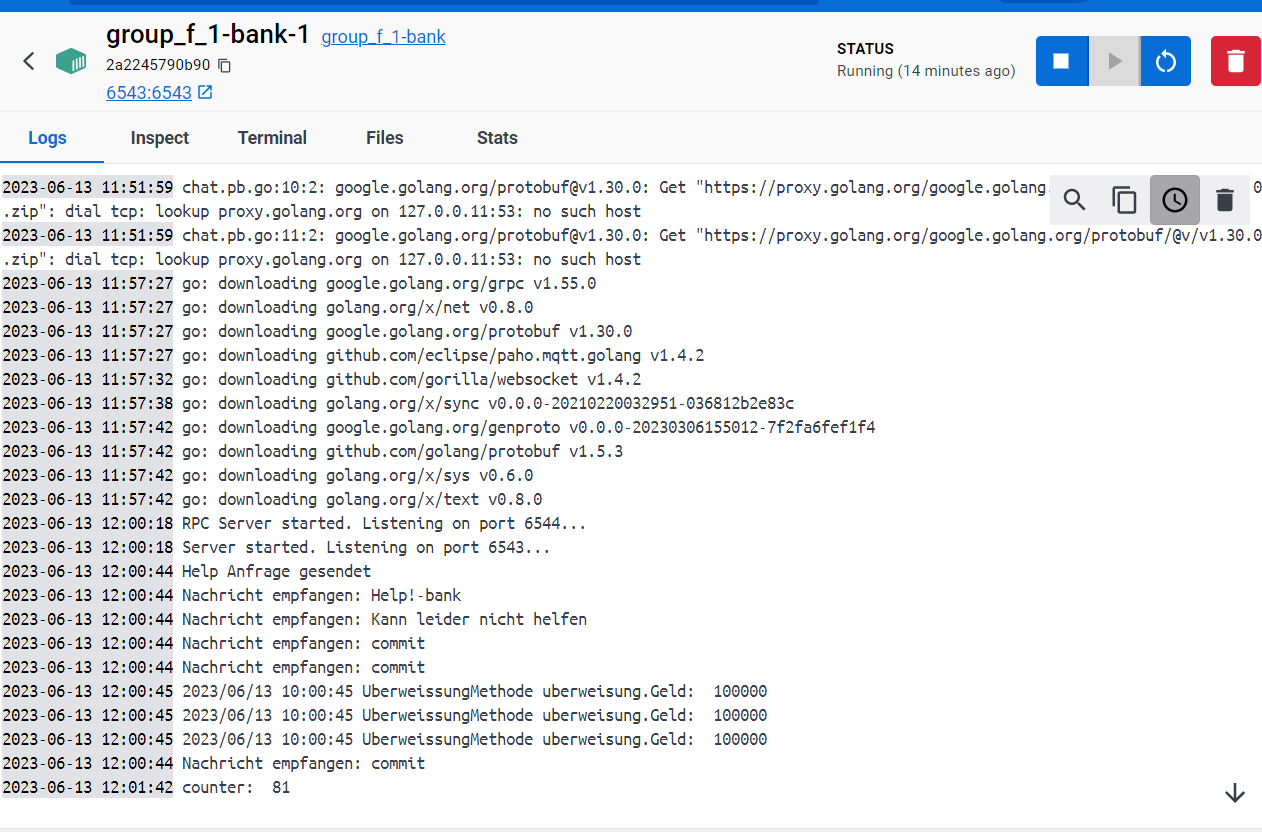 group_f_1-bank-1 group_f_1-bank
2a2245790b90
6543:6543
STATUS
Running (14 minutes ago)
Logs Inspect Terminal Files Stats
2023-06-13 11:51:59 chat.pb.go:10:2: google.golang.org/protobuf@v1.30.0: Get "https://proxy.golang.org/google.golang. 0
.zip": dial tcp: lookup proxy.golang.org on 127.0.0.11:53: no such host
2023-06-13 11:51:59 chat.pb.go:11:2: google.golang.org/protobuf@v1.30.0: Get "https://proxy.golang.org/google.golang.org/protobuf/@v/v1.30.0
.zip": dial tcp: lookup proxy.golang.org on 127.0.0.11:53: no such host
2023-06-13 11:57:27 go: downloading google.golang.org/grpc v1.55.0
2023-06-13 11:57:27 go: downloading golang.org/x/net v0.8.0
2023-06-13 11:57:27 go: downloading google.golang.org/protobuf v1.30.0
2023-06-13 11:57:27 go: downloading github.com/eclipse/paho.mqtt.golang v1.4.2
2023-06-13 11:57:32 go: downloading github.com/gorilla/websocket v1.4.2
2023-06-13 11:57:38 go: downloading golang.org/x/sync v0.0.0-20210220032951-036812b2e83c
2023-06-13 11:57:42 go: downloading google.golang.org/genproto v0.0.0-20230306155012-7f2fa6fef1f4
2023-06-13 11:57:42 go: downloading github.com/golang/protobuf v1.5.3
2023-06-13 11:57:42 go: downloading golang.org/x/sys v0.6.0
2023-06-13 11:57:42 go: downloading golang.org/x/text v0.8.0
2023-06-13 12:00:18 RPC Server started. Listening on port 6544...
2023-06-13 12:00:18 Server started. Listening on port 6543...
2023-06-13 12:00:44 Help Anfrage gesendet
2023-06-13 12:00:44 Nachricht empfangen: Help!-bank
2023-06-13 12:00:44 Nachricht empfangen: Kann leider nicht helfen
2023-06-13 12:00:44 Nachricht empfangen: commit
2023-06-13 12:00:44 Nachricht empfangen: commit
2023-06-13 12:00:45 2023/06/13 10:00:45 UberweissungMethode uberweisung.Geld:  100000
2023-06-13 12:00:45 2023/06/13 10:00:45 UberweissungMethode uberweisung.Geld:  100000
2023-06-13 12:00:45 2023/06/13 10:00:45 UberweissungMethode uberweisung.Geld:  100000
2023-06-13 12:00:44 Nachricht empfangen: commit
2023-06-13 12:01:42 counter:  81